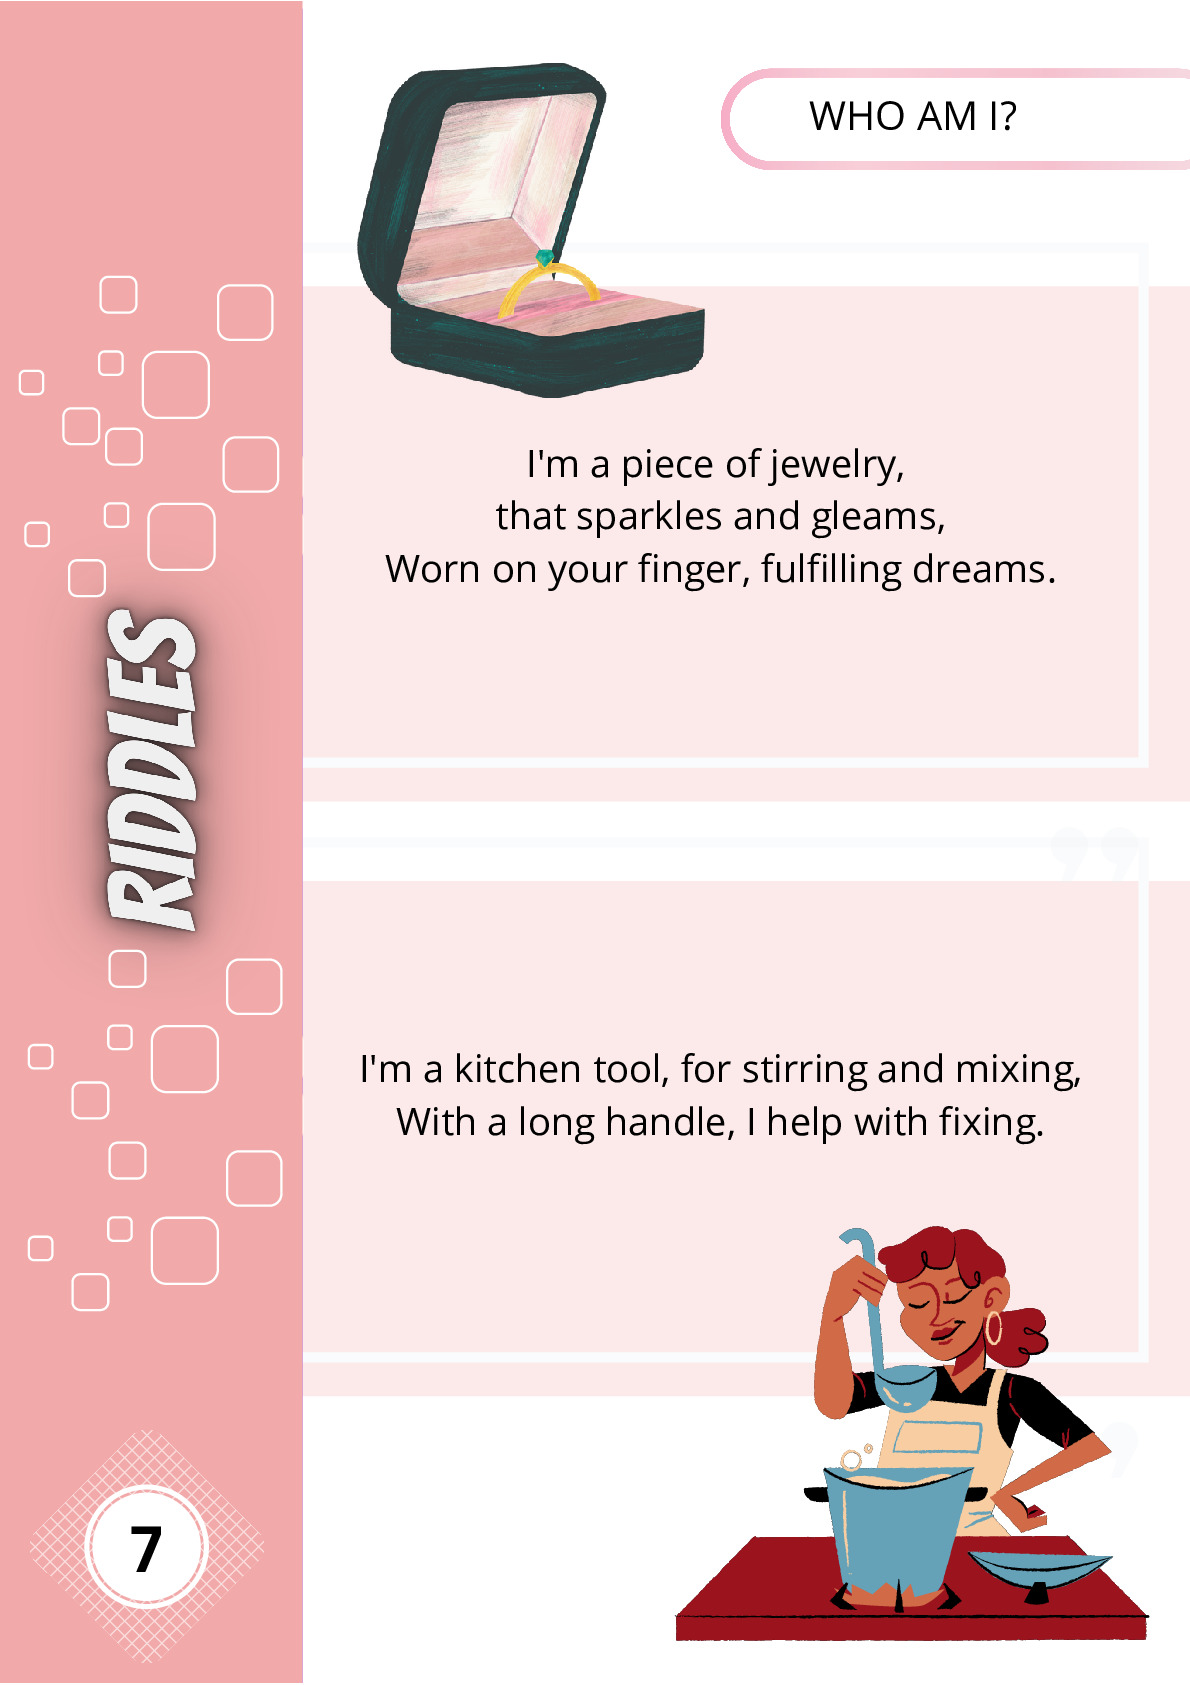 WHO AM I?
I'm a piece of jewelry,
that sparkles and gleams,
Worn on your finger, fulfilling dreams.
RIDDLES
I'm a kitchen tool, for stirring and mixing,
With a long handle, I help with fixing.
7